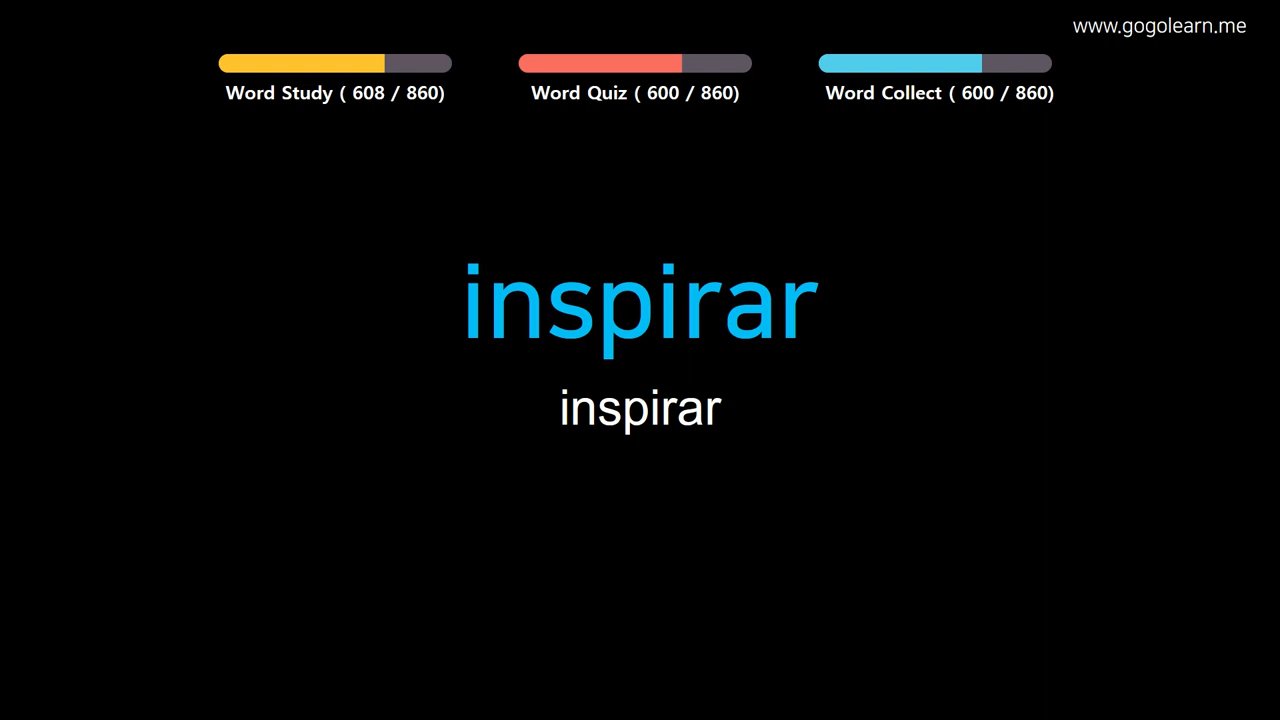 www.gogolearn.me
Word Study ( 608 / 860)
Word Quiz ( 600 / 860)
Word Collect ( 600 / 860)
inspirar
inspirar